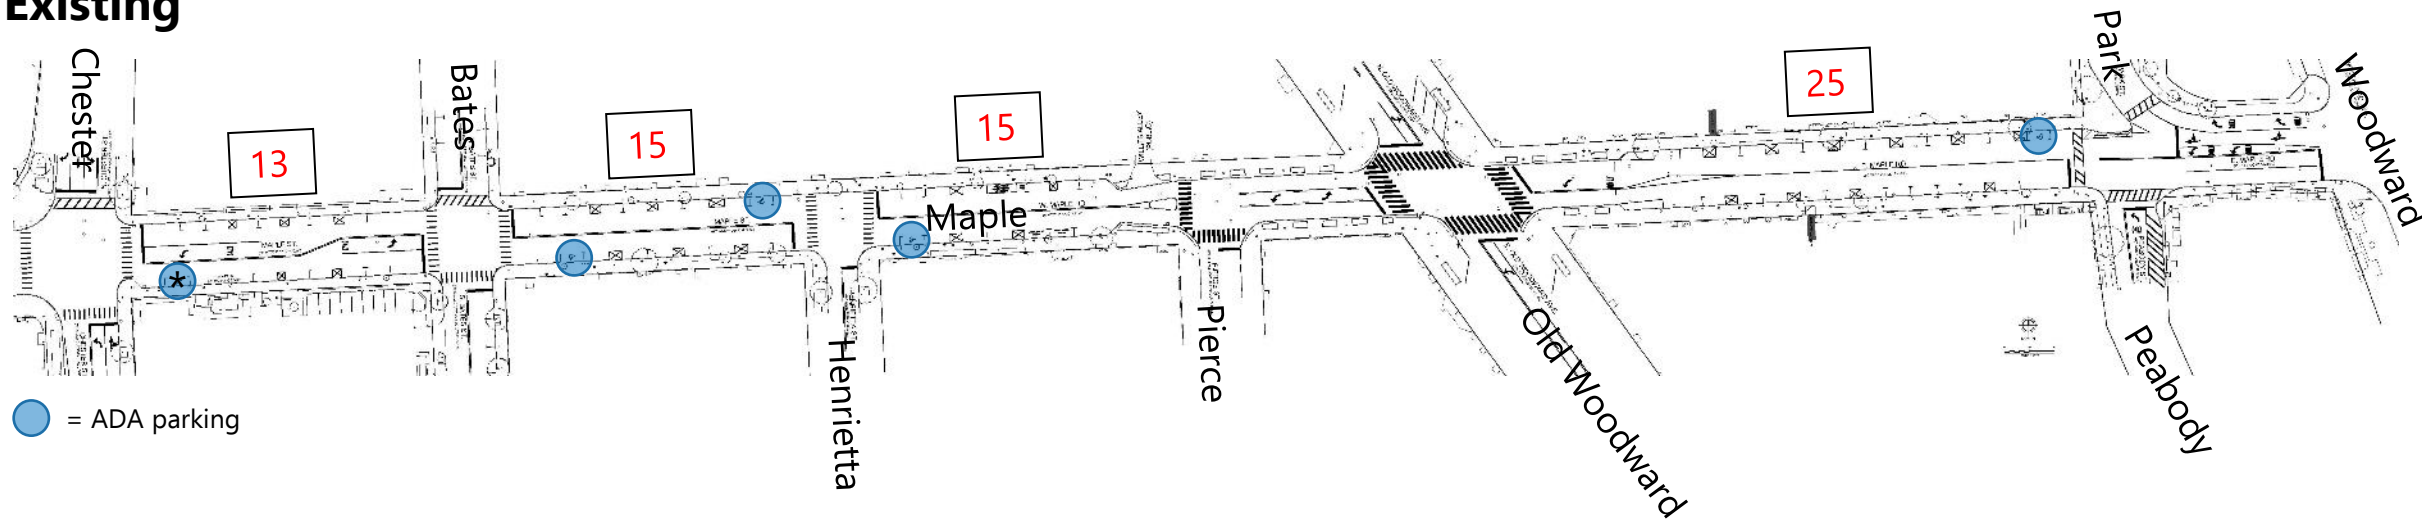 Existing
Chester
Bates
Park
Woodward
13
15
15
25
Maple
*
Henrietta
Pierce
Old Woodward
Peabody
= ADA parking